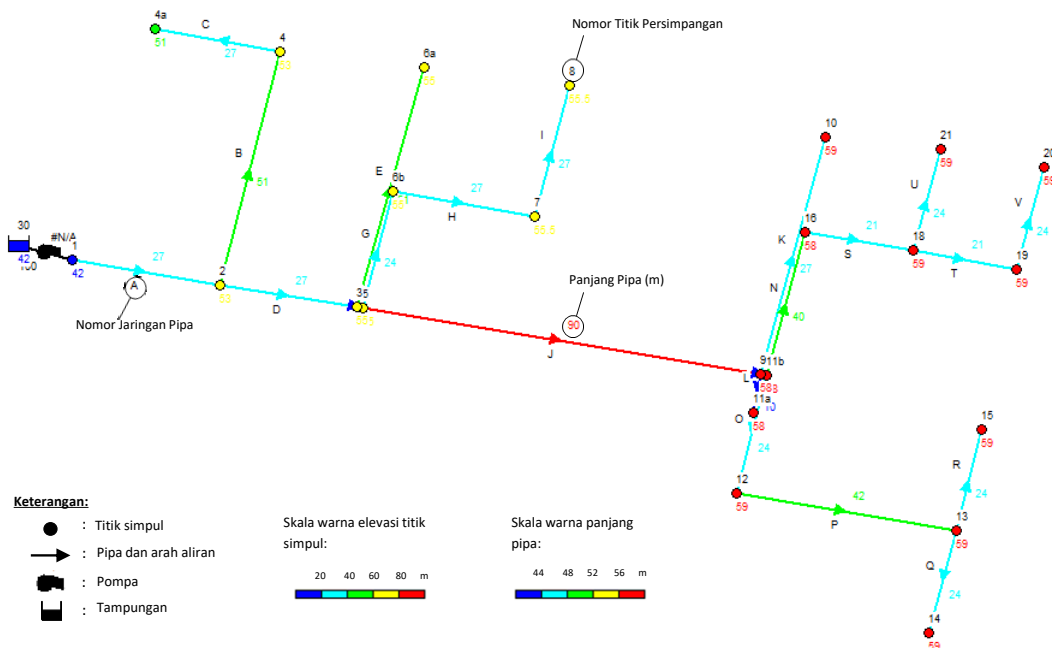 4a
C
51
27
4
55
6a
56
Nomor Titik Persimpangan
8
55.5
B
51
I
27
E
6b
55
27
H
7
55.5
G
24
10
59
21
59
20
59
U
24
V
24
K
16
58
21
S
18
59
21
T
19
59
27
N
40
30
#N/A
42
1
42
27
A
2
27
D
Nomor Jaringan Pipa
35
Panjang Pipa (m)
90
J
L
9
11b
58
11a
58
O
24
12
59
42
P
15
59
R
24
13
59
Q
24
14
59
Keterangan:
: Titik simpul
: Pipa dan arah aliran
: Pompa
: Tampungan
Skala warna elevasi titik
simpul:
20 40 60 80 m
Skala warna panjang
pipa:
44 48 52 56 m